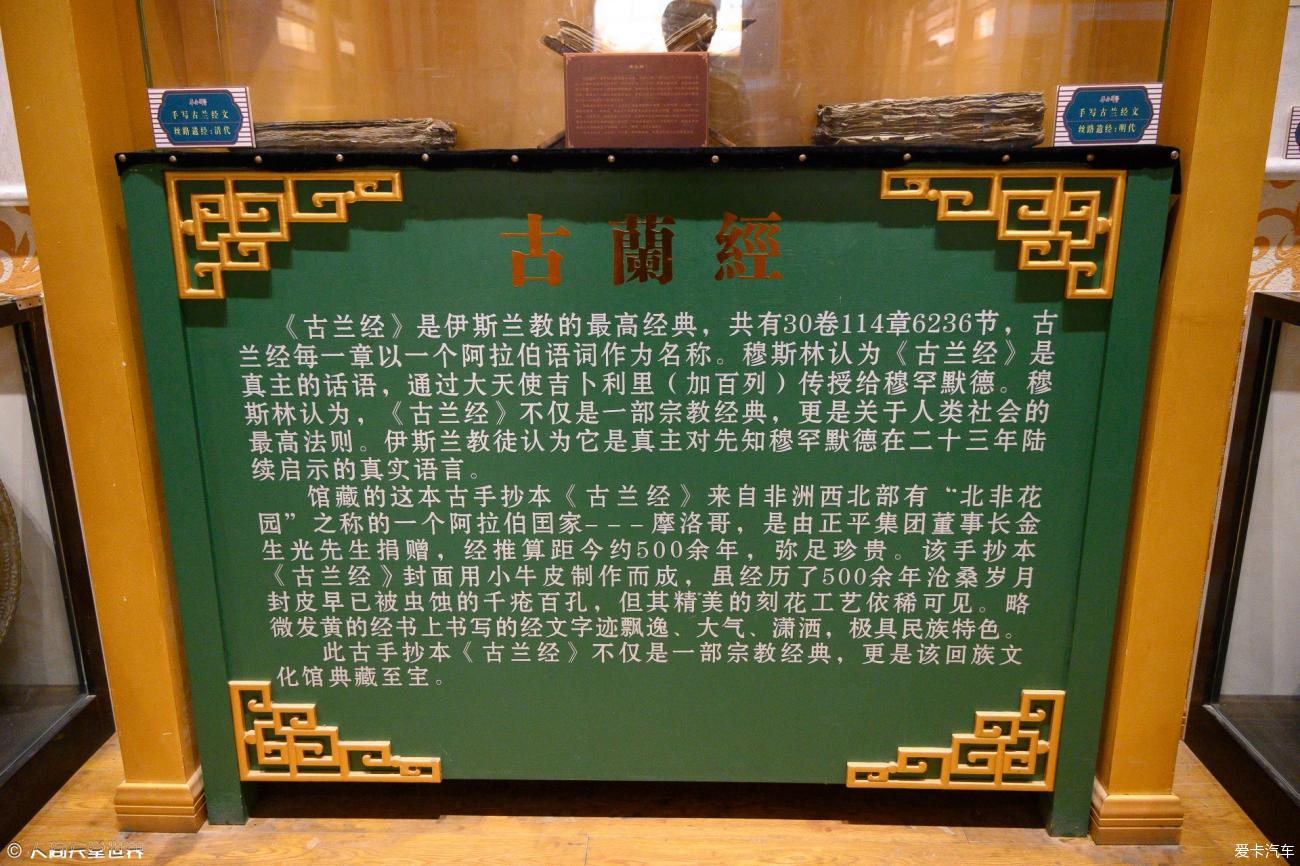 手写古兰经文
丝路遗经:清代
手写古兰经文
丝路遗经:明代
古蘭經
《古兰经》是伊斯兰教的最高经典，共有30卷114章6236节，古
兰经每一章以一个阿拉伯语词作为名称。穆斯林认为《古兰经》是
真主的话语，通过大天使吉卜利里（加百列）传授给穆罕默德。穆
斯林认为，《古兰经》不仅是一部宗教经典，更是关于人类社会的
最高法则。伊斯兰教徒认为它是真主对先知穆罕默德在二十三年陆
续启示的真实语言。
馆藏的这本古手抄本《古兰经》来自非洲西北部有“北非花
园”之称的一个阿拉伯国家---摩洛哥，是由正平集团董事长金
生光先生捐赠，经推算距今约500余年，弥足珍贵。该手抄本
《古兰经》封面用小牛皮制作而成，虽经历了500余年沧桑岁月
封皮早已被虫蚀的千疮百孔，但其精美的刻花工艺依稀可见。略
微发黄的经书上书写的经文字迹飘逸、大气、潇洒，极具民族特色。
此古手抄本《古兰经》不仅是一部宗教经典，更是该回族文
化馆典藏至宝。
爱卡汽车